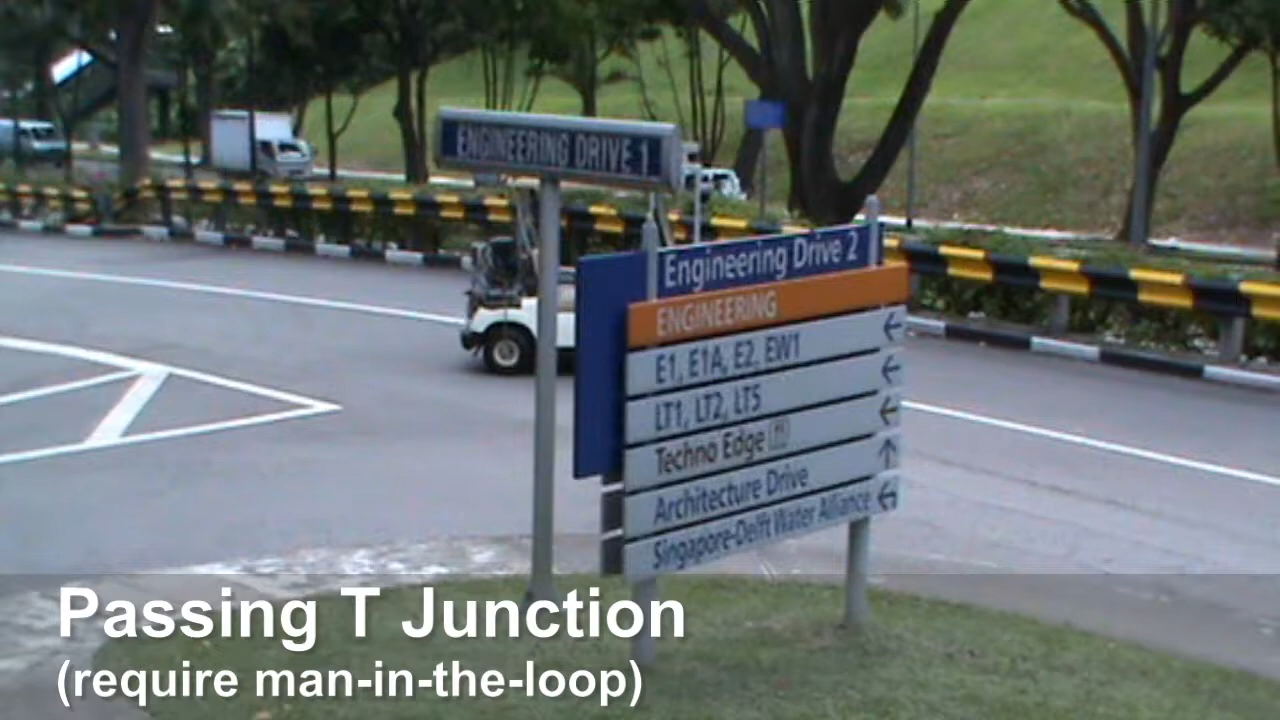 ENGINEERING DRIVE 1
Engineering Drive 2
ENGINEERING
E1, E1A, E2, EW1
LT1, LT2, LT5
Techno Edge
Architecture Drive
Singapore-Delft Water Alliance
Passing T Junction
(require man-in-the-loop)